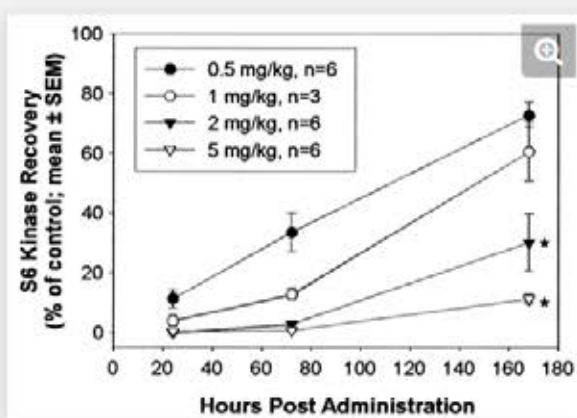 100
80
60
40
20
0
S6 Kinase Recovery
(% of control; mean ± SEM)
0.5 mg/kg, n=6
1 mg/kg, n=3
2 mg/kg, n=6
5 mg/kg, n=6
★
★
0 20 40 60 80 100 120 140 160 180
Hours Post Administration